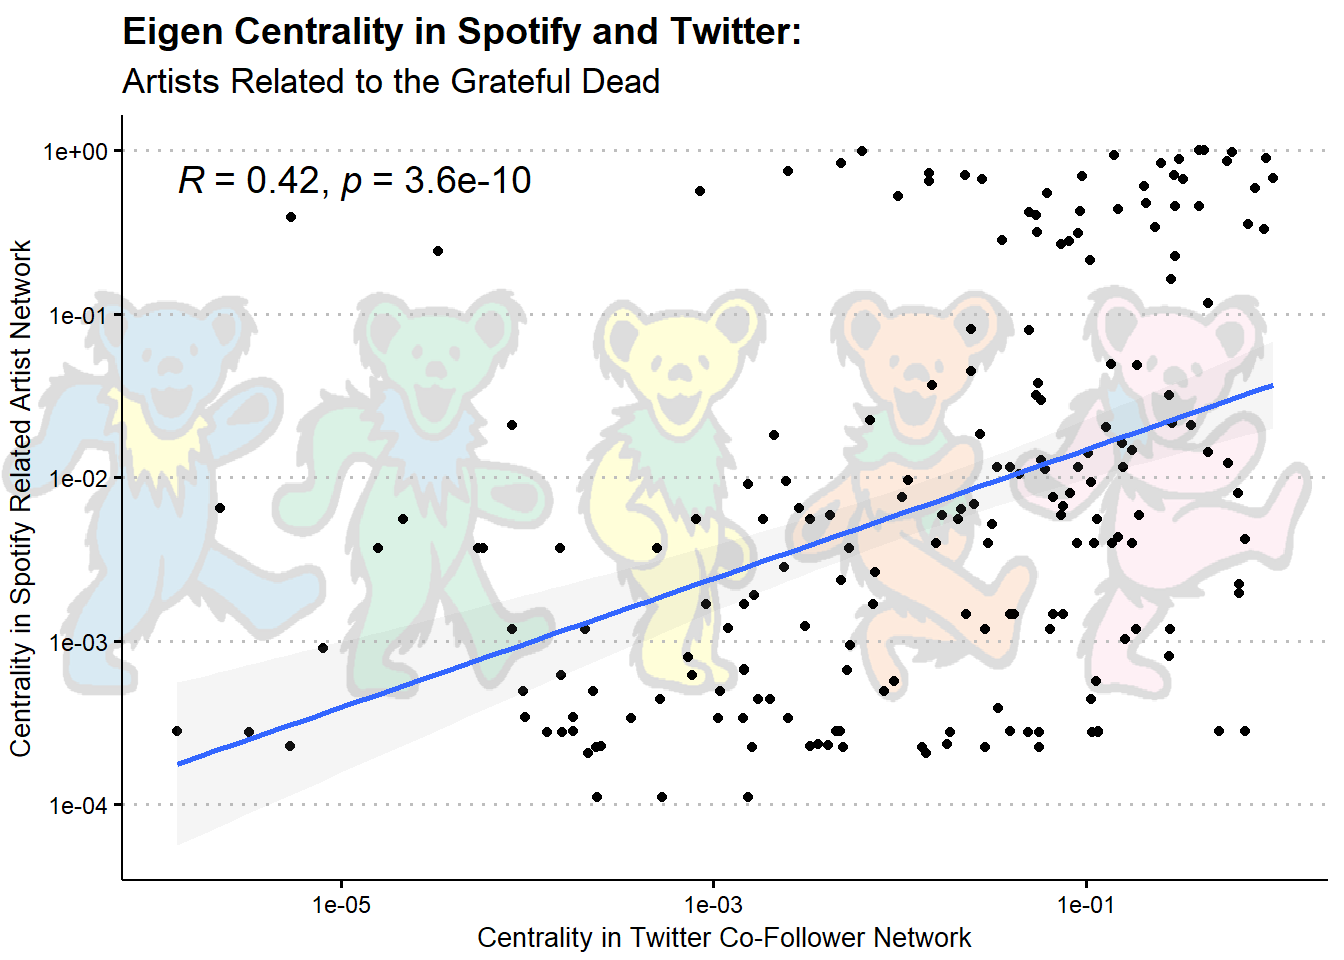 Eigen Centrality in Spotify and Twitter:
Artists Related to the Grateful Dead
R = 0.42, p = 3.6e-10
Centrality in Spotify Related Artist Network
1e+00
1e-01
1e-02
1e-03
1e-04
1e-05
1e-03
1e-01
Centrality in Twitter Co-Follower Network